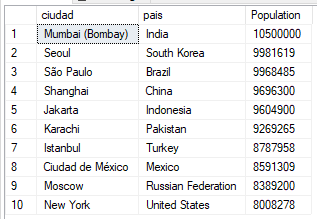 ciudad pais Population
1 Mumbai (Bombay) India 10500000
2 Seoul South Korea 9981619
3 São Paulo Brazil 9968485
4 Shanghai China 9696300
5 Jakarta Indonesia 9604900
6 Karachi Pakistan 9269265
7 Istanbul Turkey 8787958
8 Ciudad de México Mexico 8591309
9 Moscow Russian Federation 8389200
10 New York United States 8008278